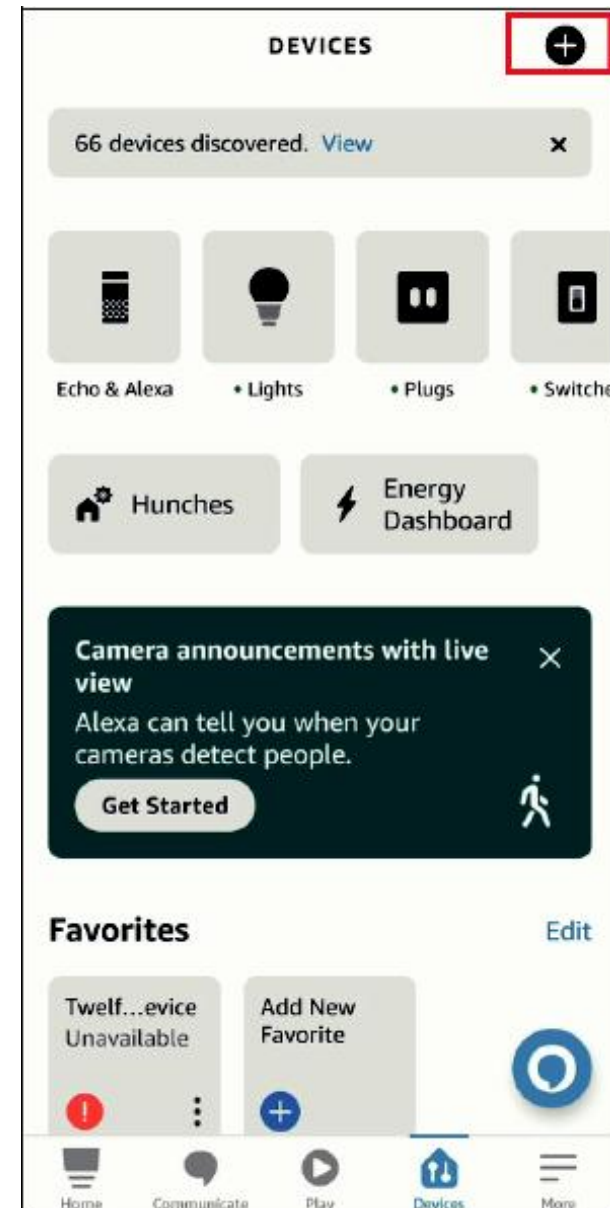 DEVICES
66 devices discovered. View
Echo & Alexa
• Lights
• Plugs
• Switche
Hunches
Energy
Dashboard
Camera announcements with live
view
Alexa can tell you when your
cameras detect people.
Get Started
Favorites
Edit
Twelf...evice
Unavailable
Add New
Favorite
Home
Communicate
Play
Devices
More